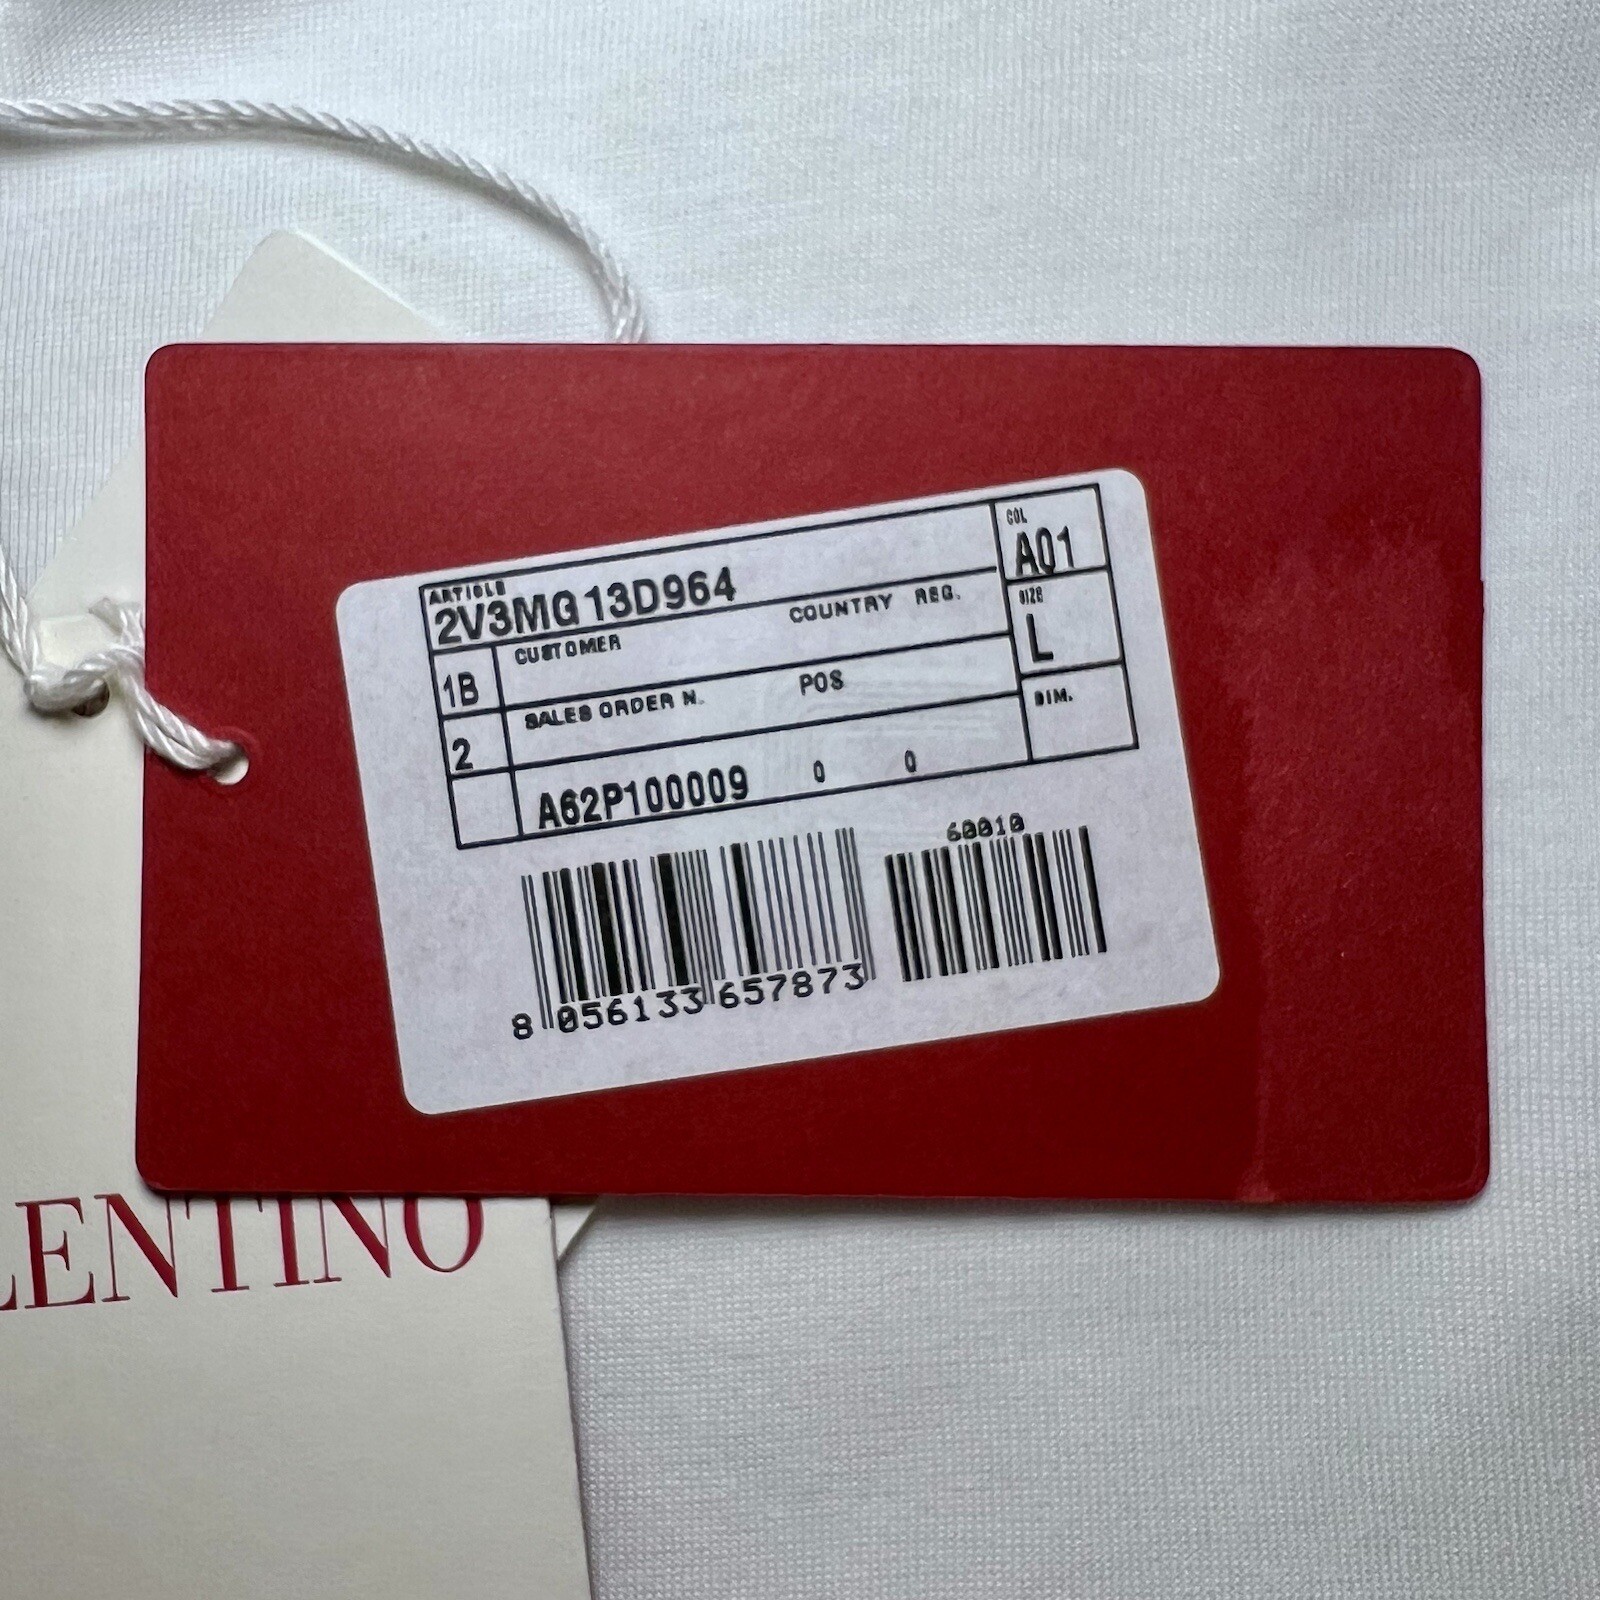 ARTICLE
2V3MG13D964
COL
A01
1B
CUSTOMER
COUNTRY REG.
SIZE
L
2
SALES ORDER N.
POS
DIM.
A62P100009 0 0
60010
8 056133 657873
LENTINO